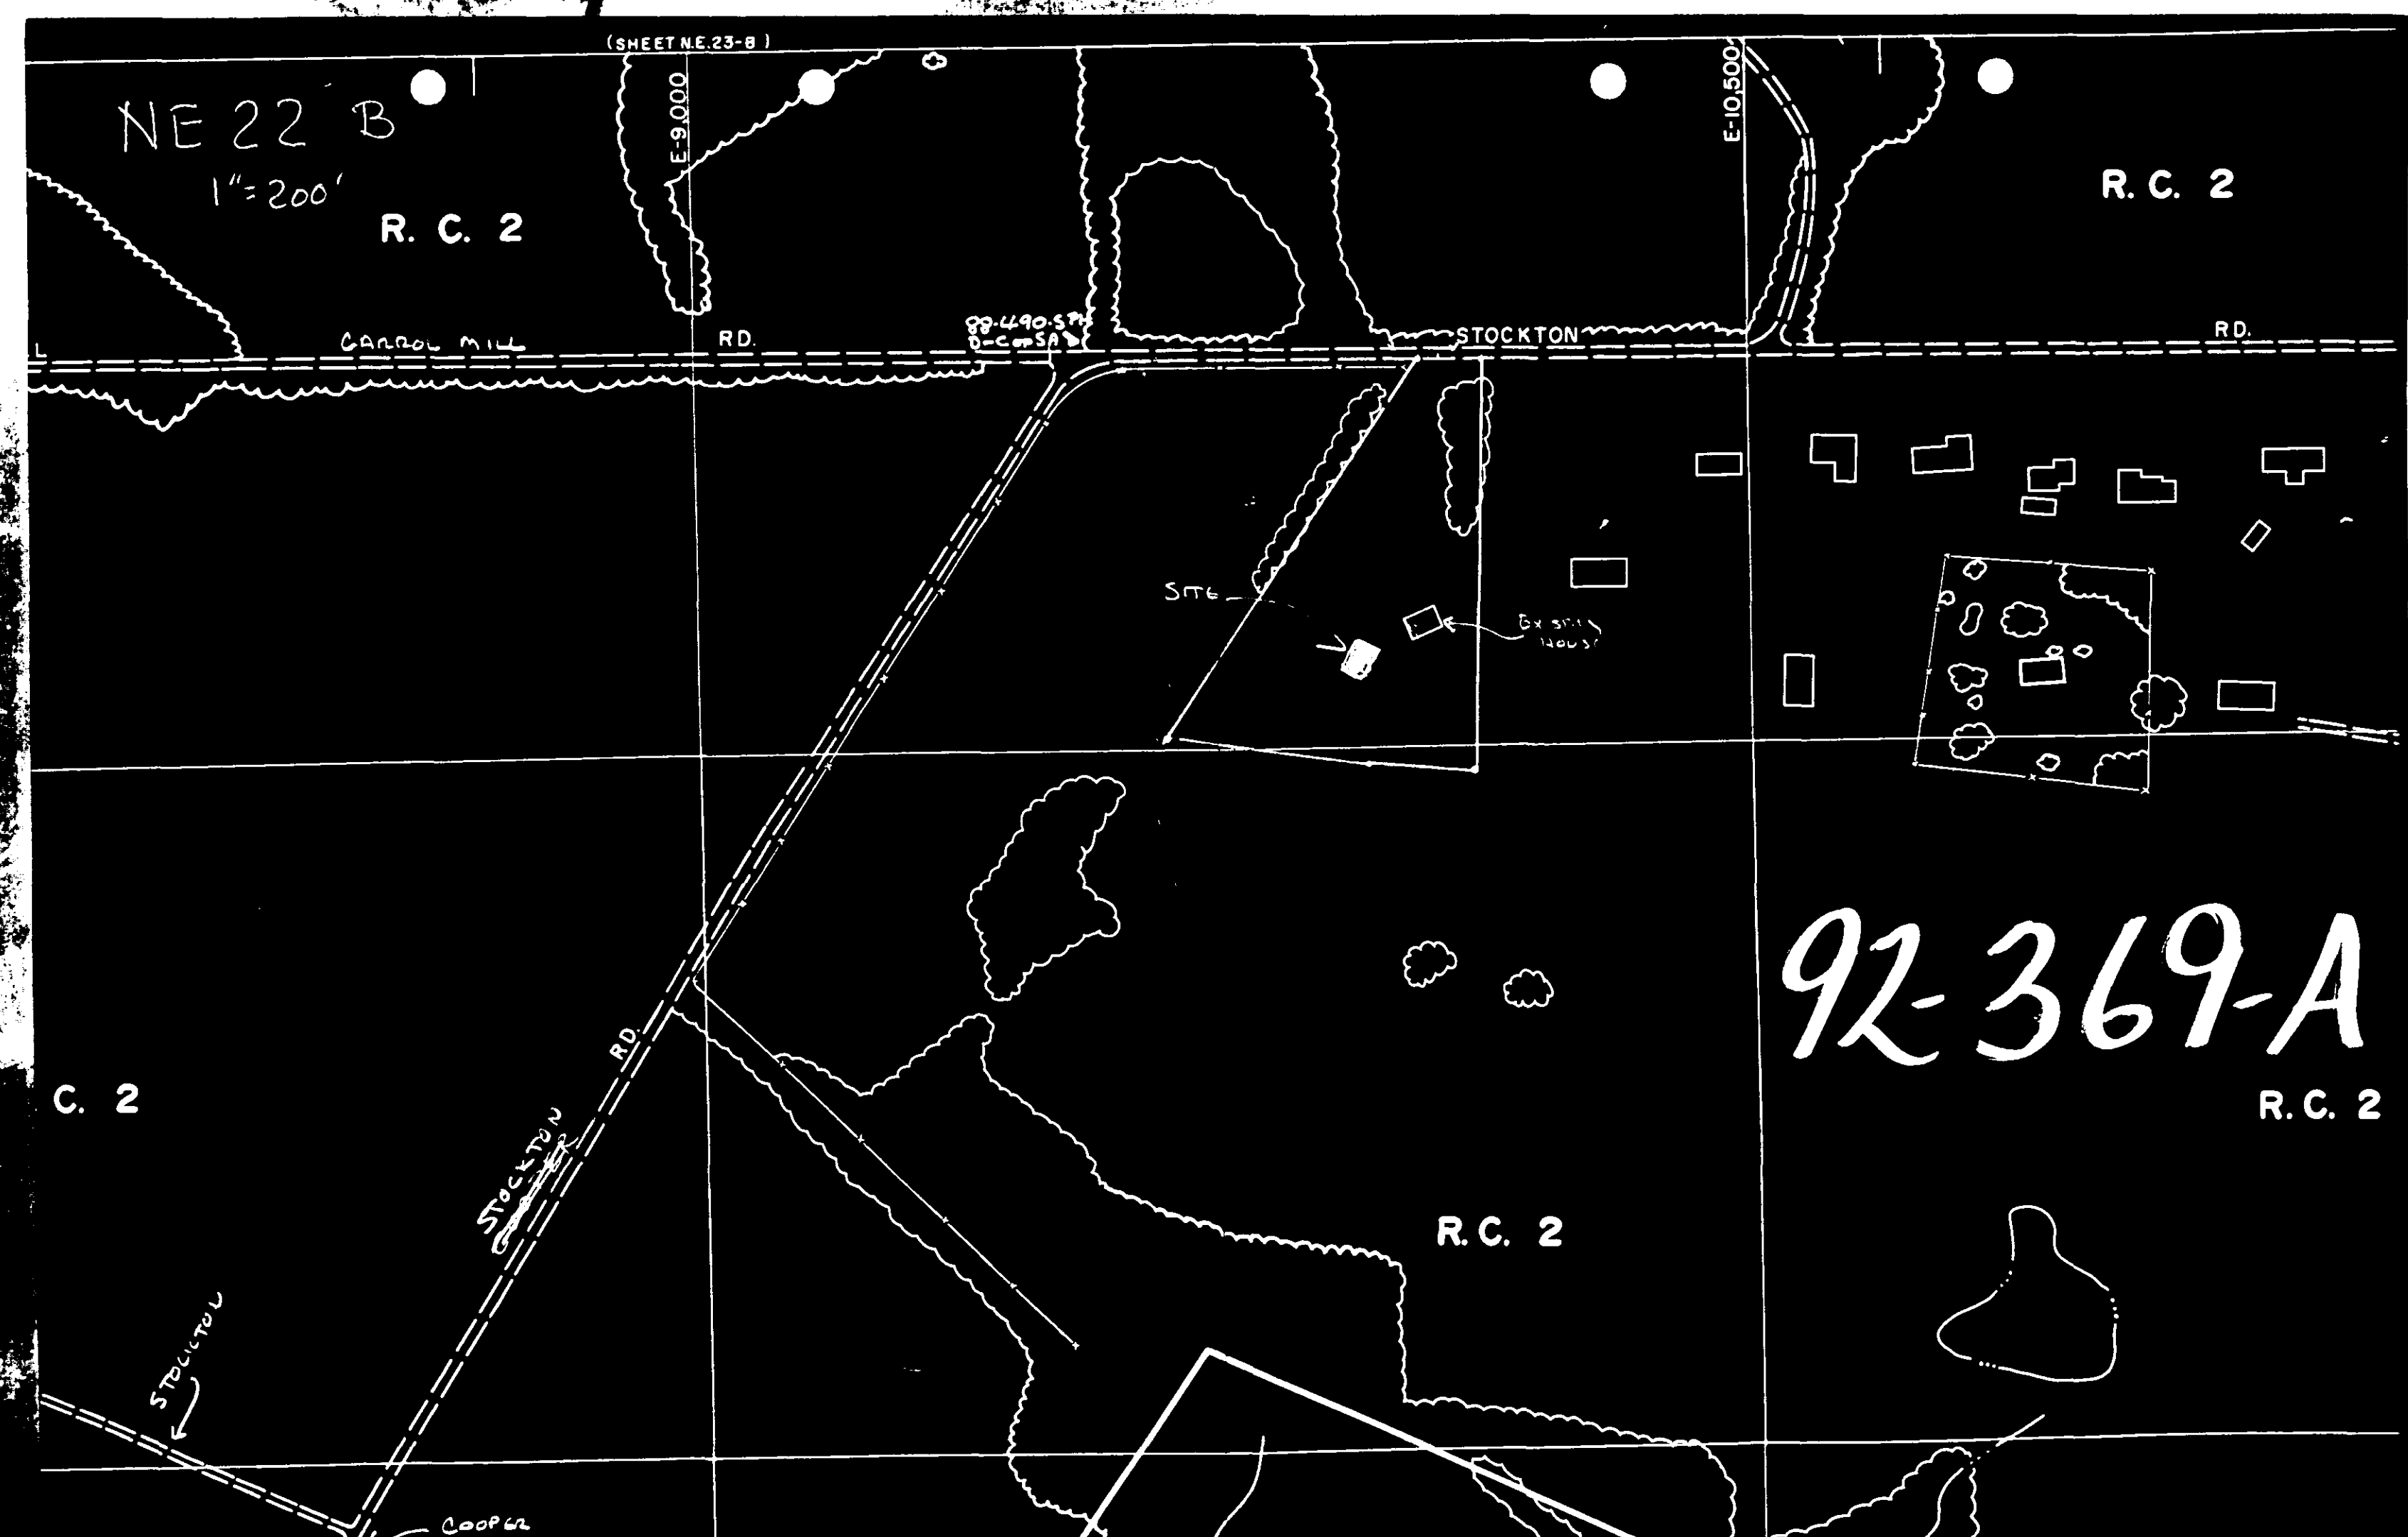 (SHEET N.E. 23-B)
NE 22 B
1"=200'
E-9,000
E-10,500
R. C. 2
R. C. 2
CARROL MILL
RD.
STOCKTON
RD.
L
SITE
HOUSE
92-369-A
RD.
STOCKTON
C. 2
R. C. 2
R. C. 2
STOCKTON
COOPER